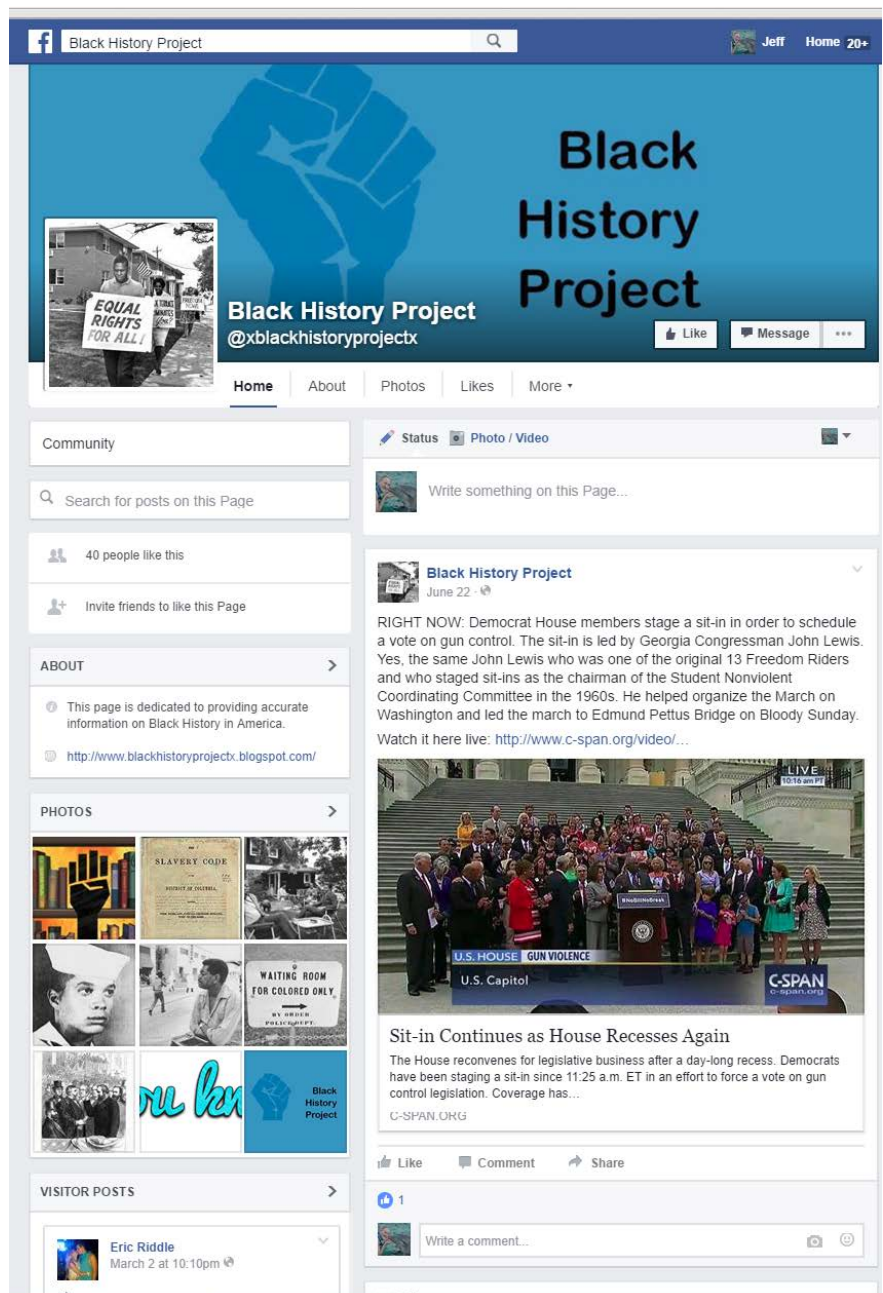 f
Black History Project
Jeff Home 20+
Black
History
Project
EQUAL
RIGHTS
FOR ALL!
Black History Project
@xblackhistoryprojectx
Like Message
Home About Photos Likes More
Community
Search for posts on this Page
40 people like this
Invite friends to like this Page
ABOUT
This page is dedicated to providing accurate
information on Black History in America.
http://www.blackhistoryprojectx.blogspot.com/
PHOTOS
SLAVERY CODE
DISTRICT OF COLUMBIA,
WAITING ROOM
FOR COLORED ONLY
BY ORDER
POLICE DEPT.
ou kn
Black
History
Project
VISITOR POSTS
Eric Riddle
March 2 at 10:10pm
Status Photo / Video
Write something on this Page...
Black History Project
June 22
RIGHT NOW: Democrat House members stage a sit-in in order to schedule
a vote on gun control. The sit-in is led by Georgia Congressman John Lewis.
Yes, the same John Lewis who was one of the original 13 Freedom Riders
and who staged sit-ins as the chairman of the Student Nonviolent
Coordinating Committee in the 1960s. He helped organize the March on
Washington and led the march to Edmund Pettus Bridge on Bloody Sunday.
Watch it here live: http://www.c-span.org/video/...
LIVE
10:16 am PT
#NoBillNoBreak
U.S. HOUSE GUN VIOLENCE
U.S. Capitol
C-SPAN
c-span.org
Sit-in Continues as House Recesses Again
The House reconvenes for legislative business after a day-long recess. Democrats
have been staging a sit-in since 11:25 a.m. ET in an effort to force a vote on gun
control legislation. Coverage has...
C-SPAN.ORG
Like Comment Share
1
Write a comment...